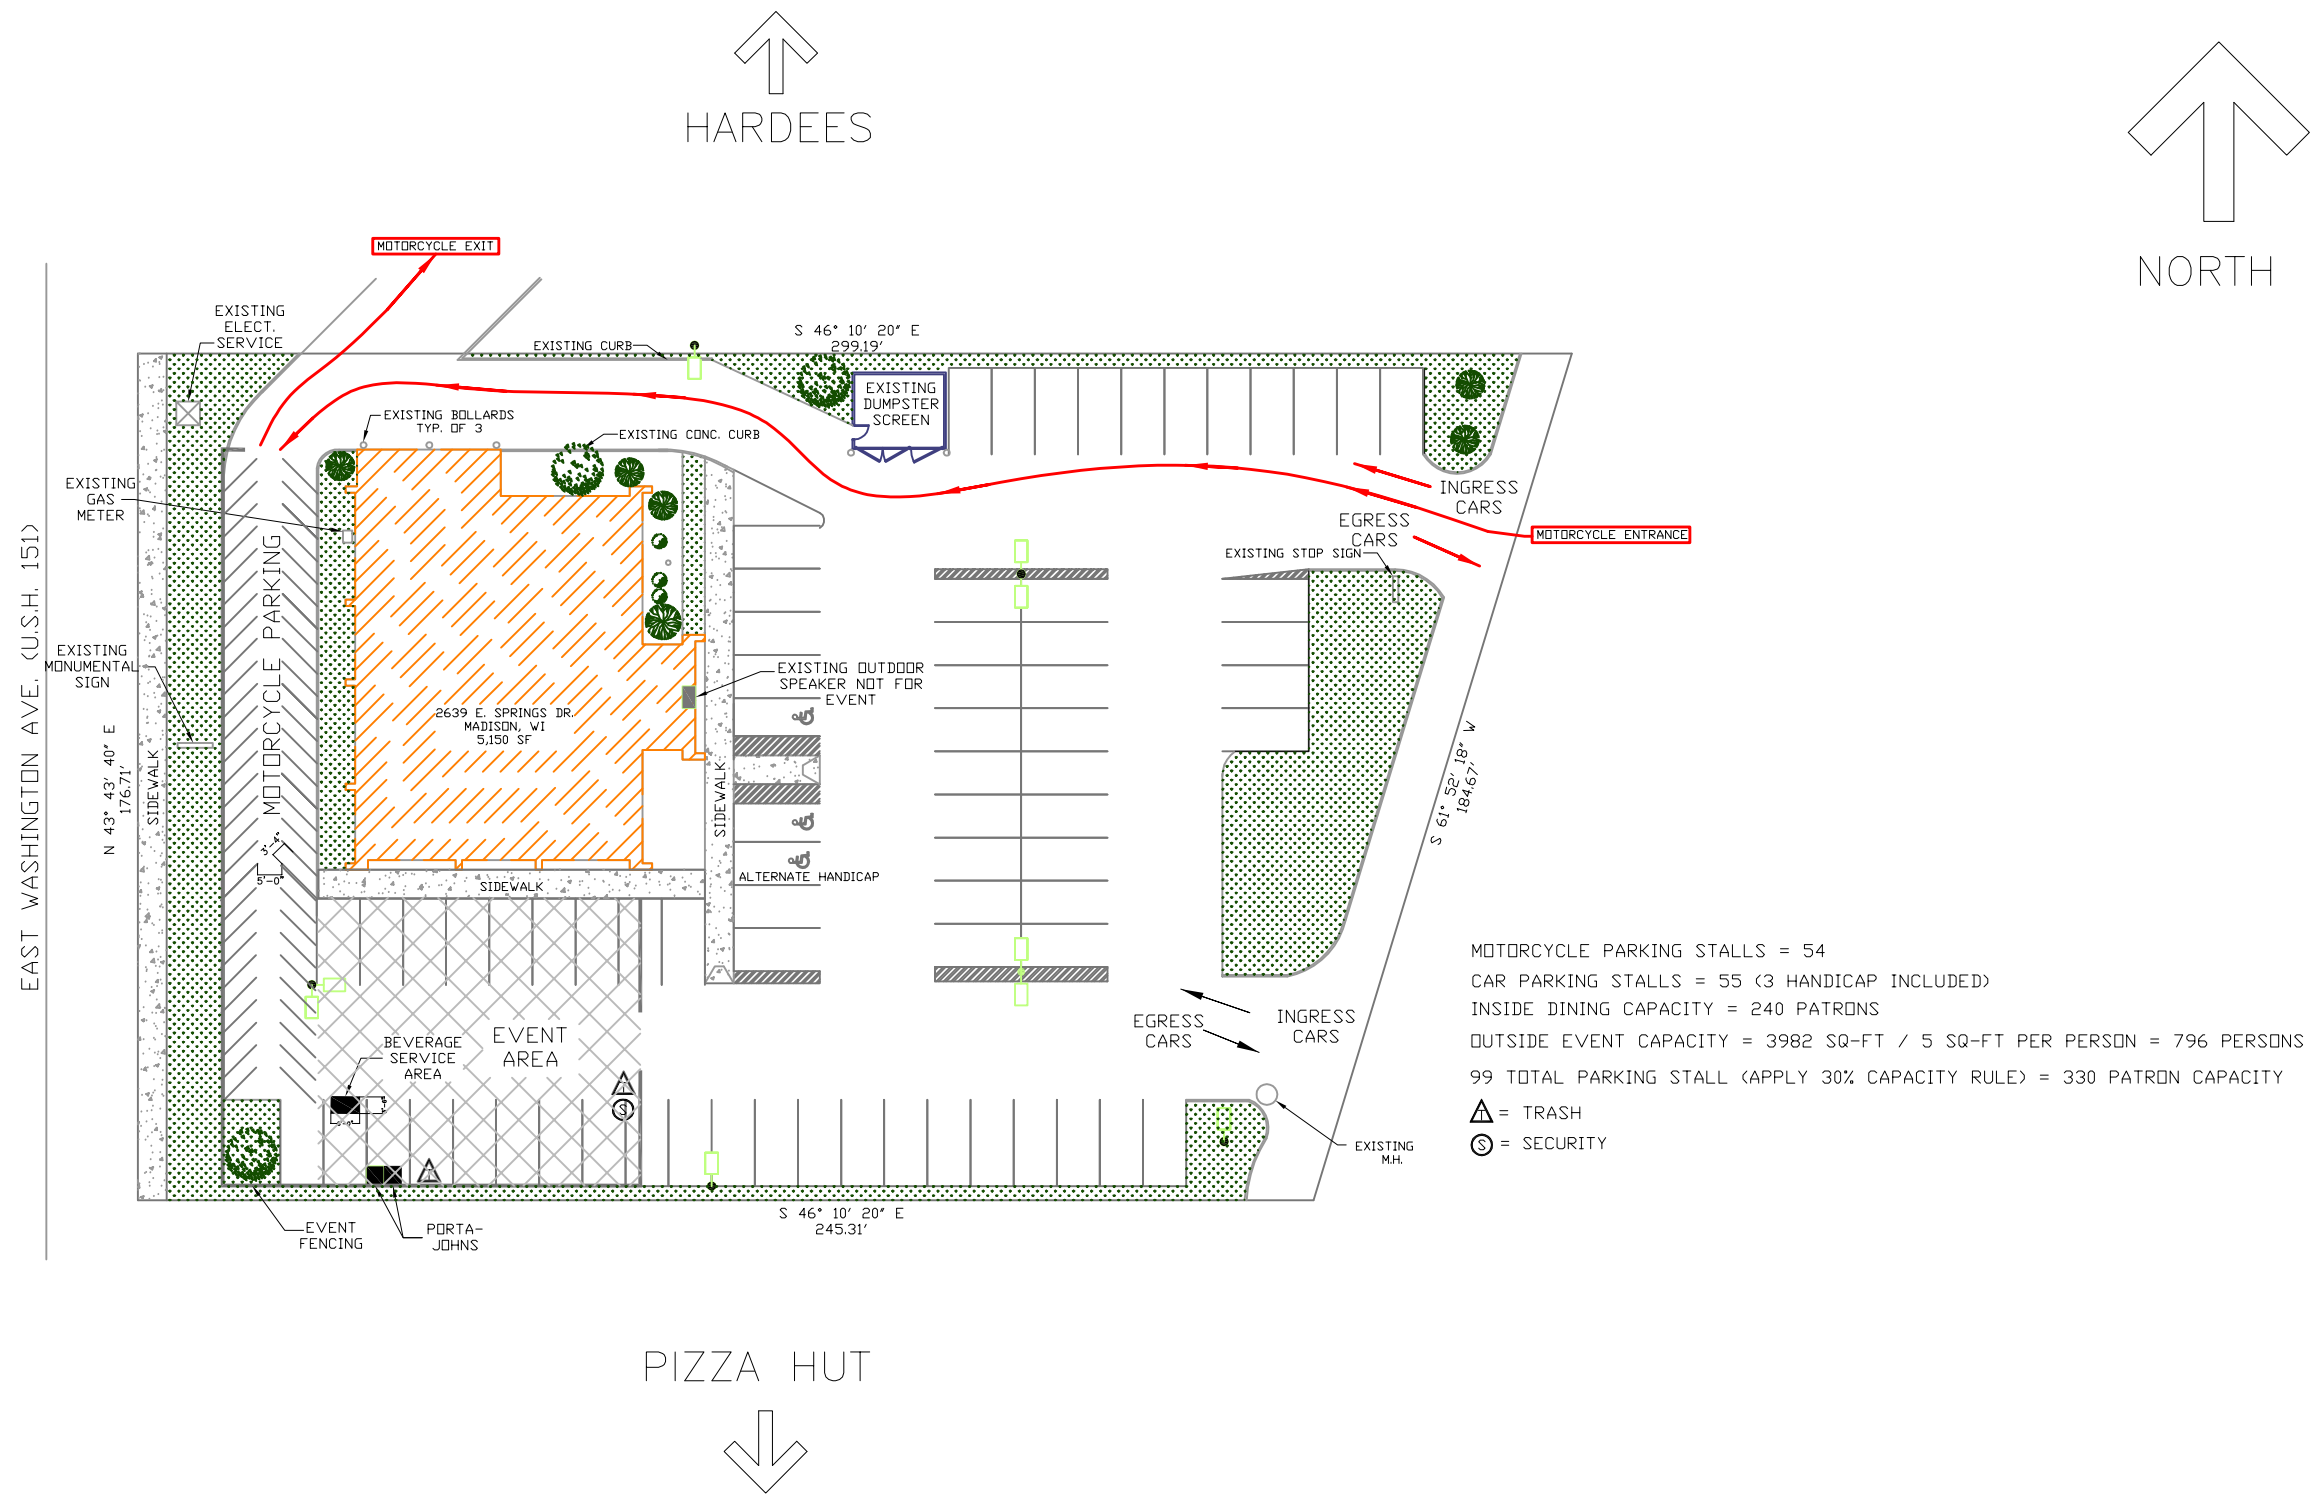 HARDEES
NORTH
MOTORCYCLE EXIT
EXISTING
ELECT.
SERVICE
EXISTING CURB
S 46° 10' 20" E
299.19'
EXISTING
DUMPSTER
SCREEN
EXISTING BOLLARDS
TYP. OF 3
EXISTING CONC. CURB
EXISTING
GAS
METER
INGRESS
CARS
EGRESS
CARS
MOTORCYCLE ENTRANCE
EXISTING STOP SIGN
EAST WASHINGTON AVE. (U.S.H. 151)
MOTORCYCLE PARKING
EXISTING
MONUMENTAL
SIGN
EXISTING OUTDOOR
SPEAKER NOT FOR
EVENT
2639 E. SPRINGS DR.
MADISON, WI
5,150 SF
N 43° 43' 40" E
176.71'
SIDEWALK
SIDEWALK
S 61° 52' 18" W
184.67'
3'-4"
5'-0"
ALTERNATE HANDICAP
SIDEWALK
MOTORCYCLE PARKING STALLS = 54
CAR PARKING STALLS = 55 (3 HANDICAP INCLUDED)
INSIDE DINING CAPACITY = 240 PATRONS
OUTSIDE EVENT CAPACITY = 3982 SQ-FT / 5 SQ-FT PER PERSON = 796 PERSONS
99 TOTAL PARKING STALL (APPLY 30% CAPACITY RULE) = 330 PATRON CAPACITY
T = TRASH
S = SECURITY
EVENT
AREA
BEVERAGE
SERVICE
AREA
T
S
T
EGRESS
CARS
INGRESS
CARS
EXISTING
M.H.
EVENT
FENCING
PORTA-
JOHNS
S 46° 10' 20" E
245.31'
PIZZA HUT